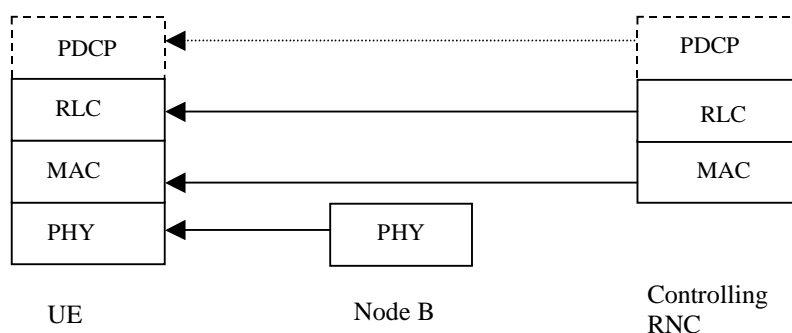 PDCP
PDCP
RLC
RLC
MAC
MAC
PHY
PHY
UE
Node B
Controlling
RNC